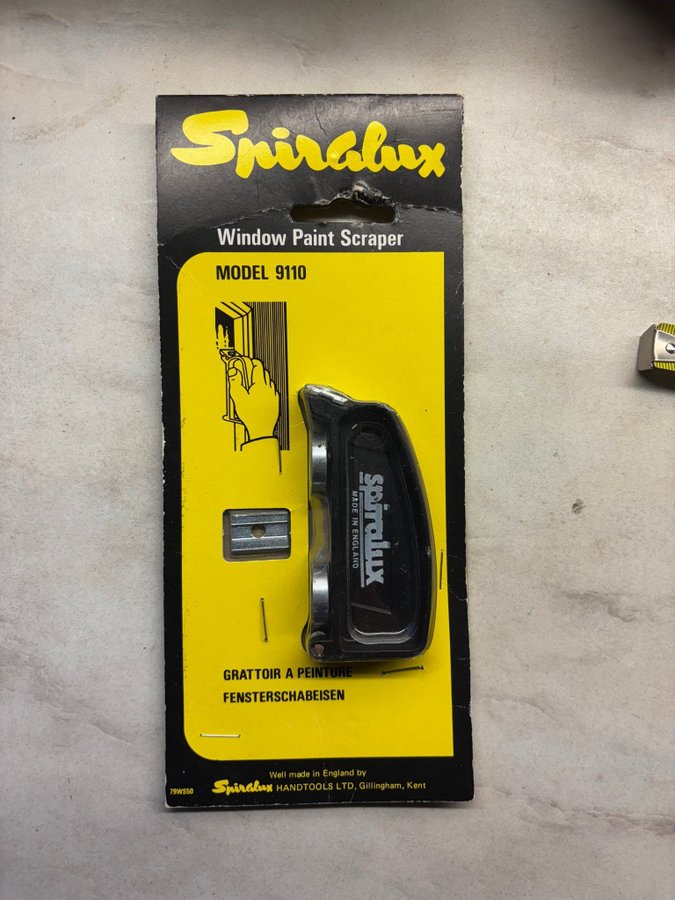 Spiralux
Window Paint Scraper
MODEL 9110
spiralux
MADE IN ENGLAND
GRATTOIR A PEINTURE
FENSTERSCHABEISEN
Well made in England by
79WS50
Spiralux HANDTOOLS LTD, Gillingham, Kent